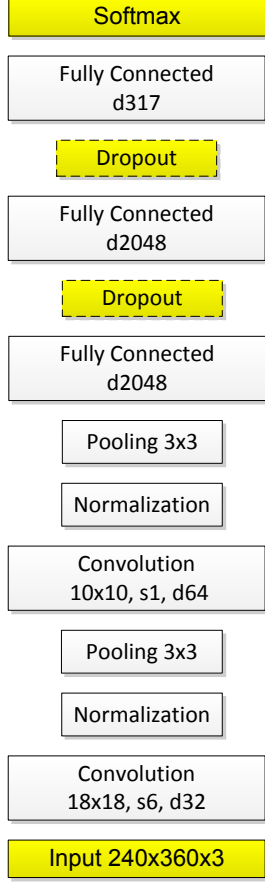 Softmax
Fully Connected
d317
Dropout
Fully Connected
d2048
Dropout
Fully Connected
d2048
Pooling 3x3
Normalization
Convolution
10x10, s1, d64
Pooling 3x3
Normalization
Convolution
18x18, s6, d32
Input 240x360x3